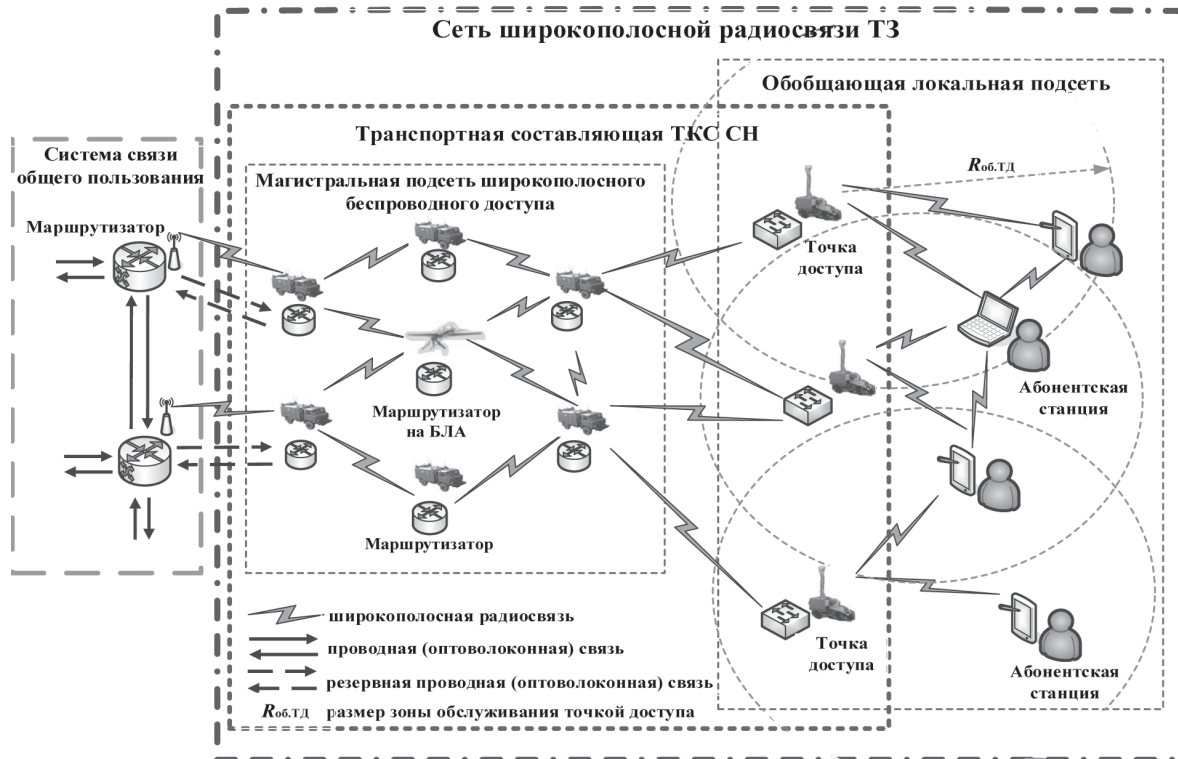 Сеть широкополосной радиосвязи ТЗ
Обобщающая локальная подсеть
Транспортная составляющая ТКС СН
Система связи
общего пользования
Магистральная подсеть широкополосного
беспроводного доступа
Rоб.ТД
Маршрутизатор
Точка
доступа
Маршрутизатор
на БЛА
Абонентская
станция
Маршрутизатор
широкополосная радиосвязь
проводная (оптоволоконная) связь
резервная проводная (оптоволоконная) связь
Rоб.ТД размер зоны обслуживания точкой доступа
Точка
доступа
Абонентская
станция